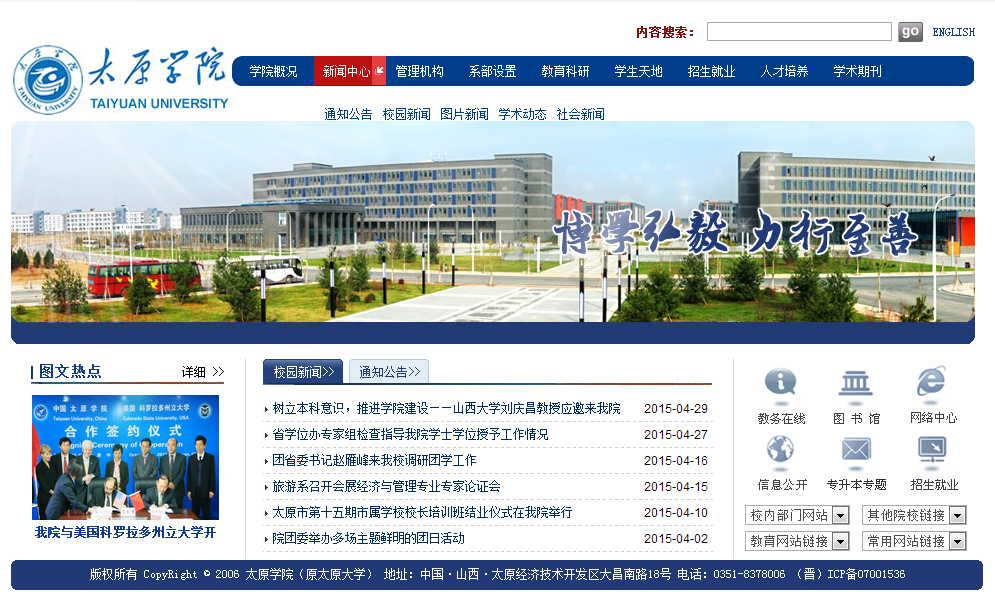 内容搜索： go ENGLISH
太原学院
TAIYUAN UNIVERSITY
学院概况 新闻中心 管理机构 系部设置 教育科研 学生天地 招生就业 人才培养 学术期刊
通知公告 校园新闻 图片新闻 学术动态 社会新闻
博学弘毅 力行至善
图文热点 详细 >>
中国 太原学院 美国 科罗拉多州立大学
Taiyuan University, China Colorado State University, USA
合作签约仪式
Signing Ceremony of Cooperation
我院与美国科罗拉多州立大学开
校园新闻>> 通知公告>>
树立本科意识，推进学院建设——山西大学刘庆昌教授应邀来我院 2015-04-29
省学位办专家组检查指导我院学士学位授予工作情况 2015-04-27
团省委书记赵雁峰来我校调研团学工作 2015-04-16
旅游系召开会展经济与管理专业专家论证会 2015-04-15
太原市第十五期市属学校校长培训班结业仪式在我院举行 2015-04-10
院团委举办多场主题鲜明的团日活动 2015-04-02
教务在线 图 书 馆 网络中心
信息公开 专升本专题 招生就业
校内部门网站 其他院校链接
教育网站链接 常用网站链接
版权所有 CopyRight © 2006 太原学院（原太原大学） 地址：中国·山西·太原经济技术开发区大昌南路18号 电话：0351-8378006 （晋）ICP备07001536